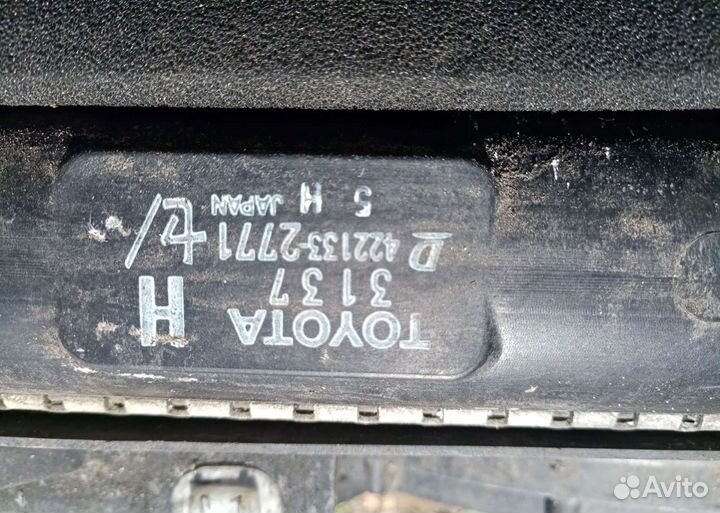 TOYOTA H
3137
D 422133-2771
5 H JAPAN
Avito